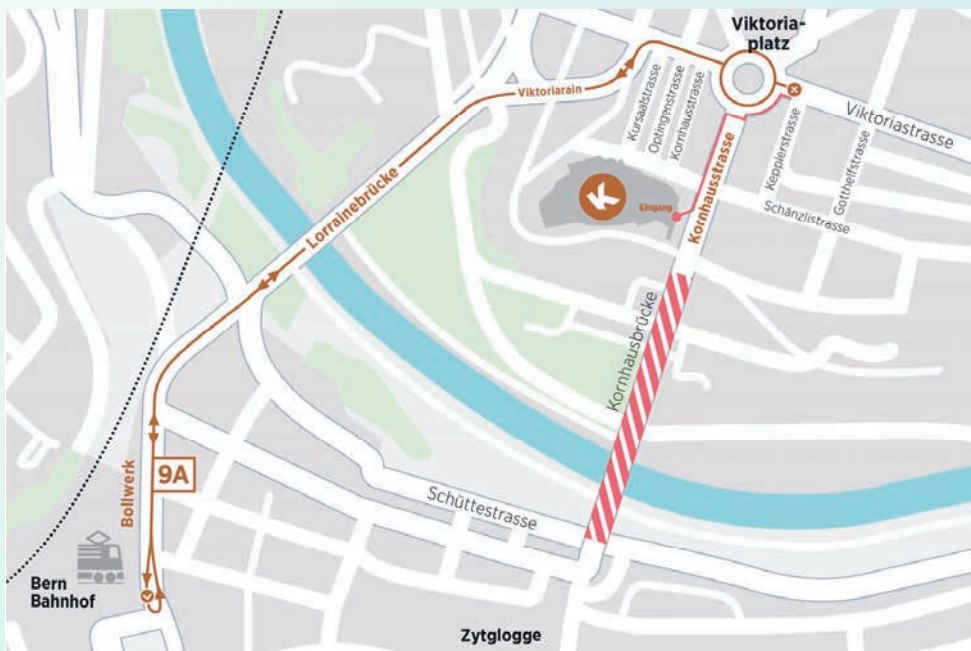 Viktoria-
platz
Viktoriarain
Kursaalstrasse
Optingenstrasse
Kornhausstrasse
Viktoriastrasse
Kepplerstrasse
Gotthelfstrasse
Schänzlistrasse
Lorrainebrücke
K
Eingang
Kornhausstrasse
Kornhausbrücke
9A
Bollwerk
Schüttestrasse
Bern
Bahnhof
Zytglogge